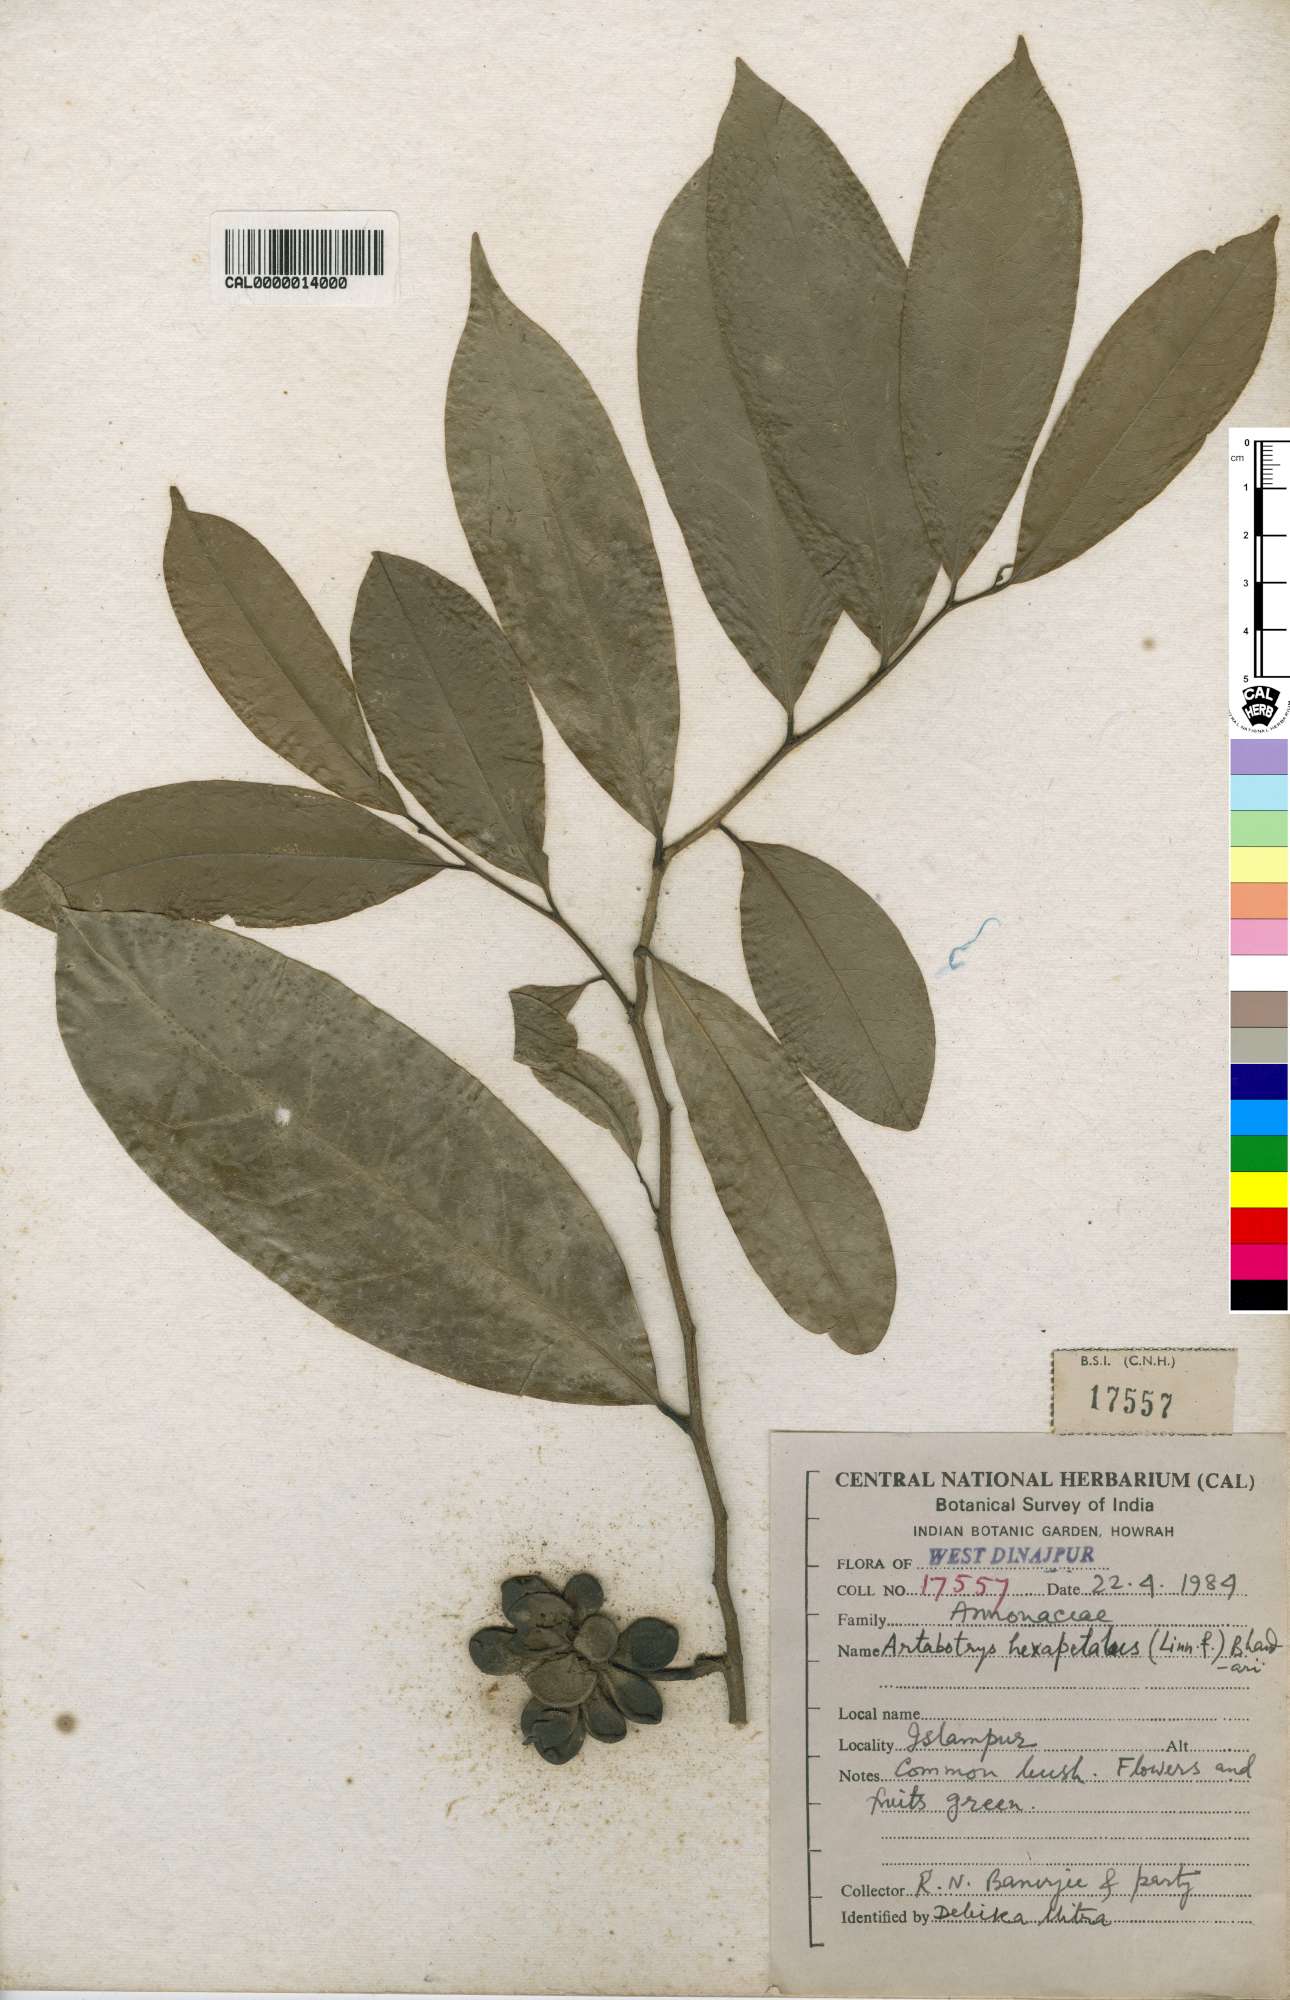 CAL0000014000
0
cm
1
2
3
4
5
CAL
HERB
B.S.I. (C.N.H.)
17557
CENTRAL NATIONAL HERBARIUM (CAL)
Botanical Survey of India
INDIAN BOTANIC GARDEN, HOWRAH
FLORA OF WEST DINAJPUR
COLL NO. 17557 Date 22.4.1984
Family Annonaceae
Name Artabotrys hexapetalus (Linn.f.) Bhand
-ari
Local name
Locality Islampur Alt
Notes Common bush. Flowers and
fruits green.
Collector R. N. Banerjee & party
Identified by Debika Mitra